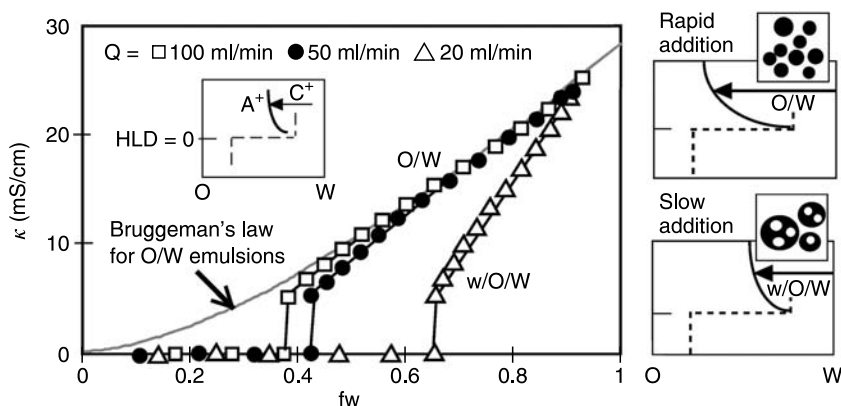 Q = □ 100 ml/min ● 50 ml/min △ 20 ml/min
κ (mS/cm)
20
10
0
A⁺
C⁺
HLD = 0
O
W
O/W
Bruggeman's law
for O/W emulsions
w/O/W
0
0.2
0.4
0.6
0.8
1
fw
Rapid
addition
O/W
Slow
addition
w/O/W
O
W